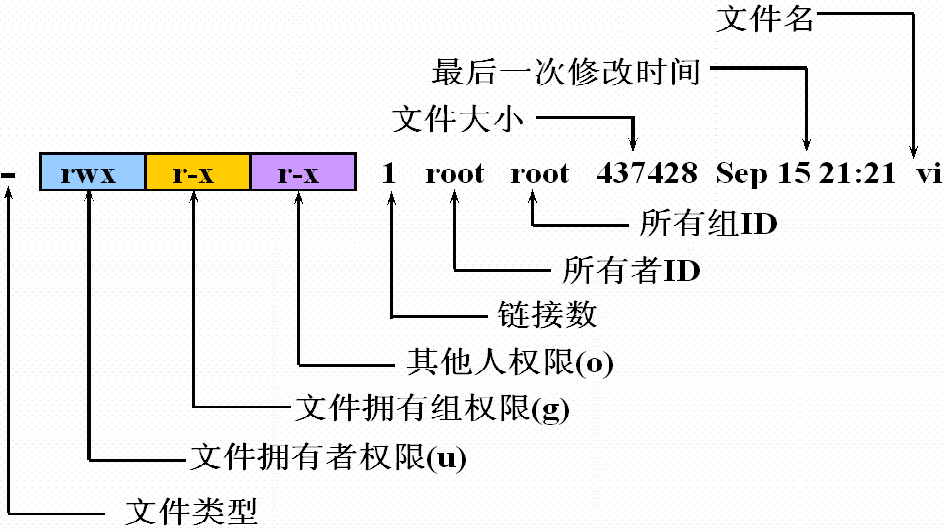 文件名
最后一次修改时间
文件大小
- rwx r-x r-x 1 root root 437428 Sep 15 21:21 vi
所有组ID
所有者ID
链接数
其他人权限(o)
文件拥有组权限(g)
文件拥有者权限(u)
文件类型